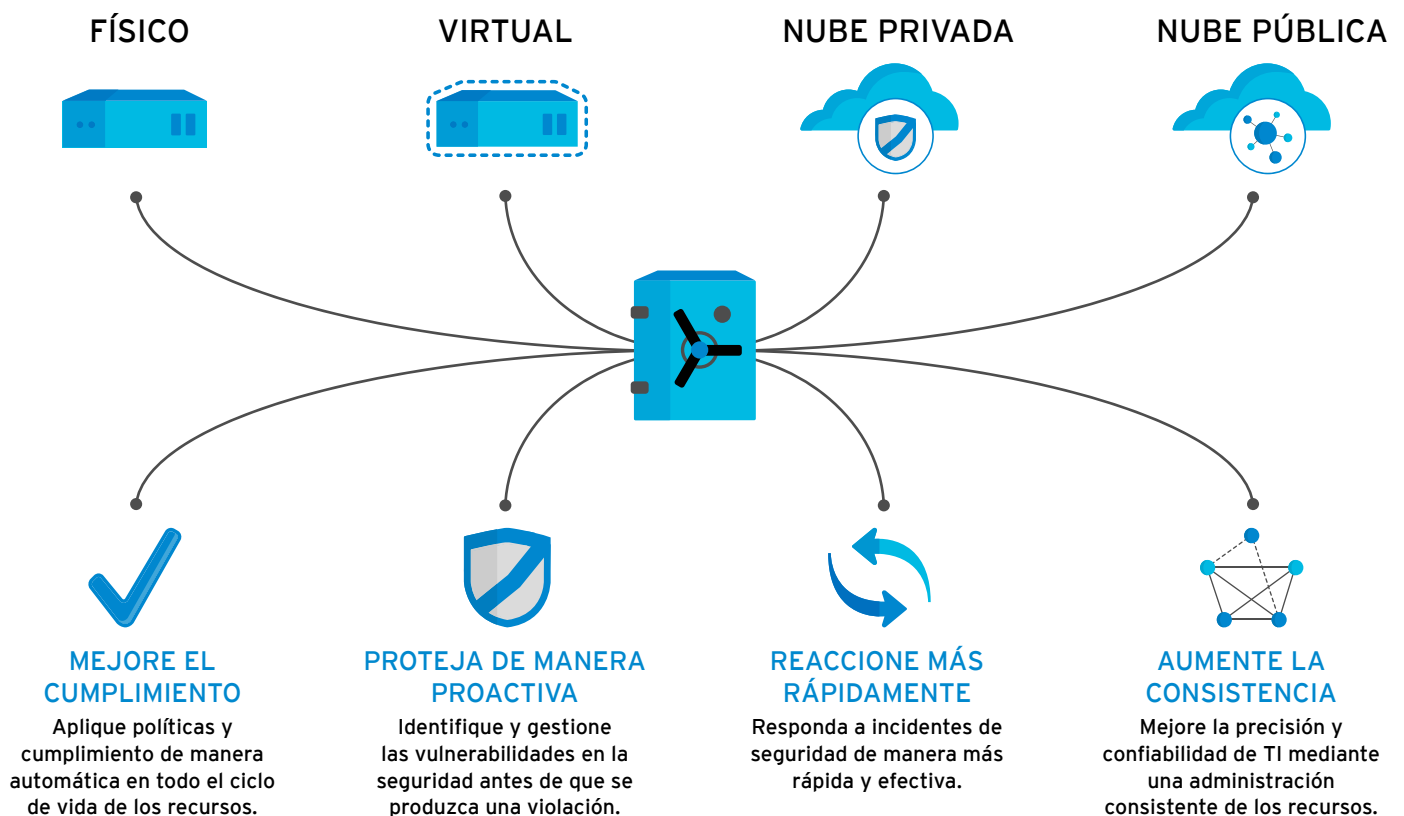 FÍSICO
VIRTUAL
NUBE PRIVADA
NUBE PÚBLICA
MEJORE EL
CUMPLIMIENTO
Aplique políticas y
cumplimiento de manera
automática en todo el ciclo
de vida de los recursos.
PROTEJA DE MANERA
PROACTIVA
Identifique y gestione
las vulnerabilidades en la
seguridad antes de que se
produzca una violación.
REACCIONE MÁS
RÁPIDAMENTE
Responda a incidentes de
seguridad de manera más
rápida y efectiva.
AUMENTE LA
CONSISTENCIA
Mejore la precisión y
confiabilidad de TI mediante
una administración
consistente de los recursos.